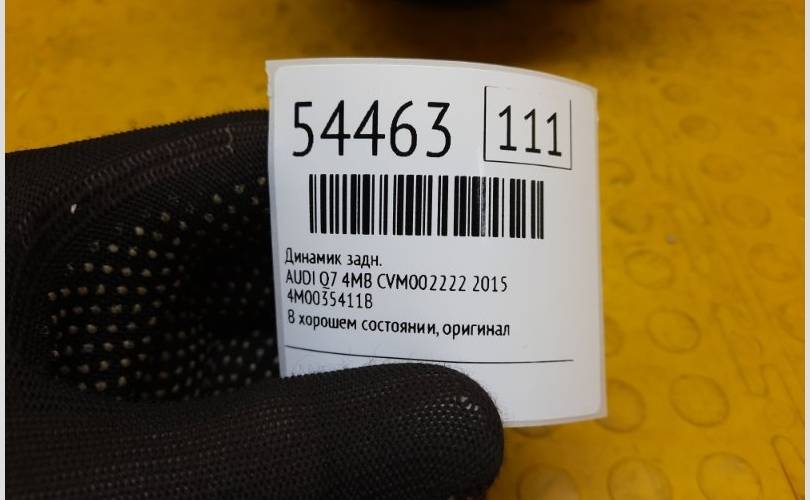 54463 111
Динамик задн.
AUDI Q7 4MB CVM002222 2015
4M0035411B
В хорошем состоянии, оригинал